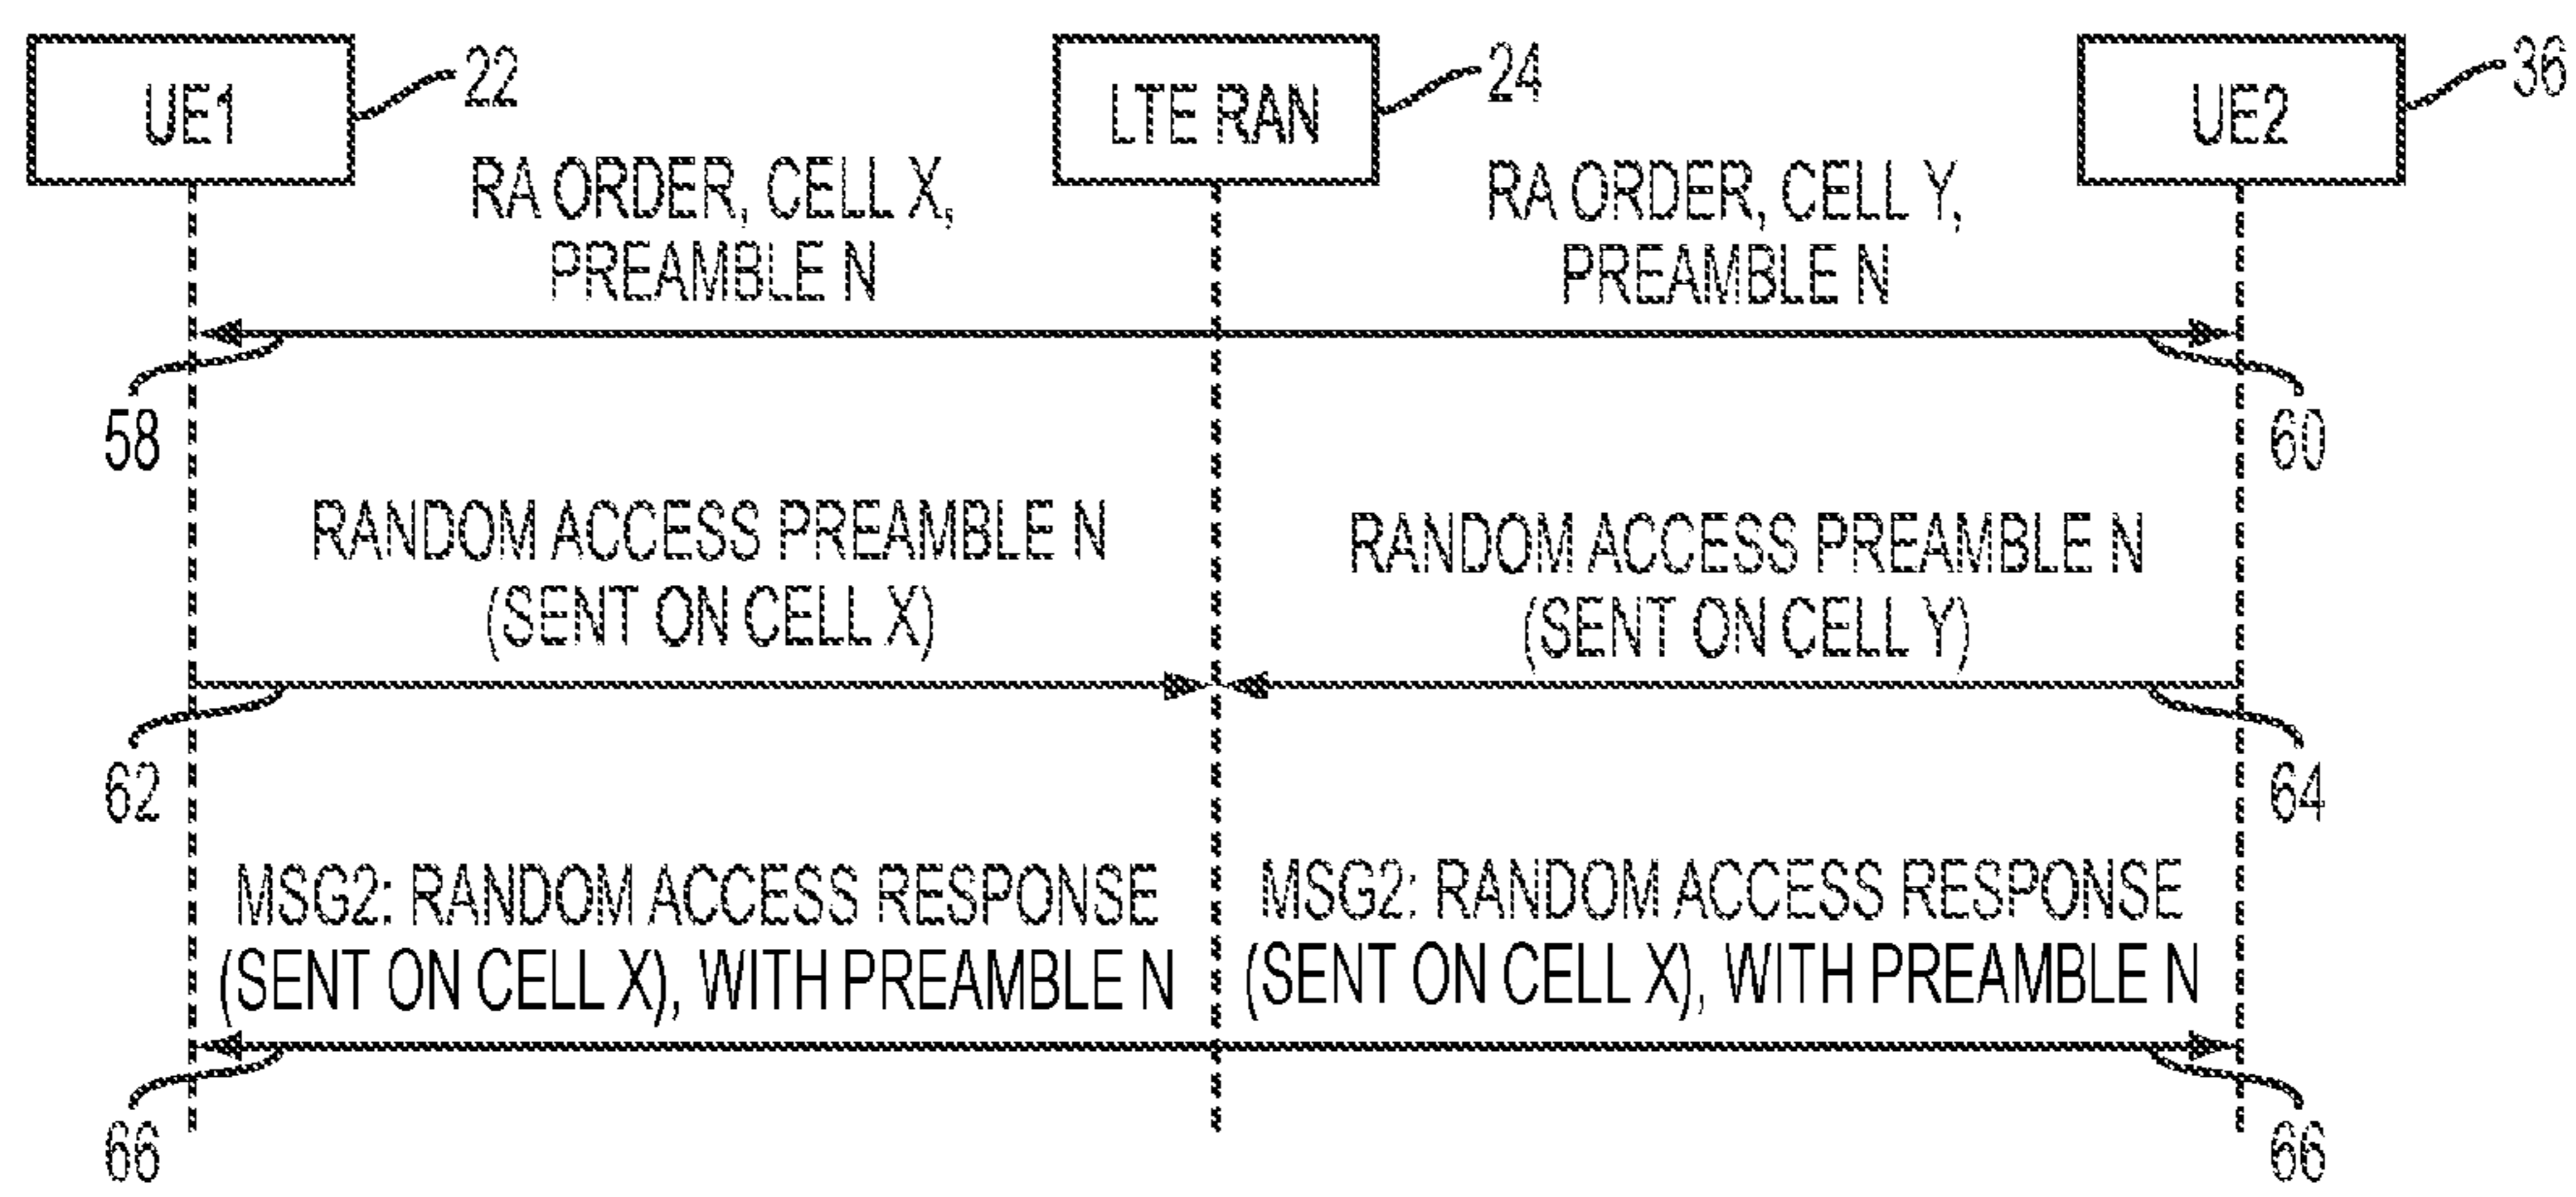 UE1
22
LTE RAN
24
UE2
36
RA ORDER, CELL X,
PREAMBLE N
RA ORDER, CELL Y,
PREAMBLE N
58
60
RANDOM ACCESS PREAMBLE N
(SENT ON CELL X)
RANDOM ACCESS PREAMBLE N
(SENT ON CELL Y)
62
64
MSG2: RANDOM ACCESS RESPONSE
(SENT ON CELL X), WITH PREAMBLE N
MSG2: RANDOM ACCESS RESPONSE
(SENT ON CELL X), WITH PREAMBLE N
66
66